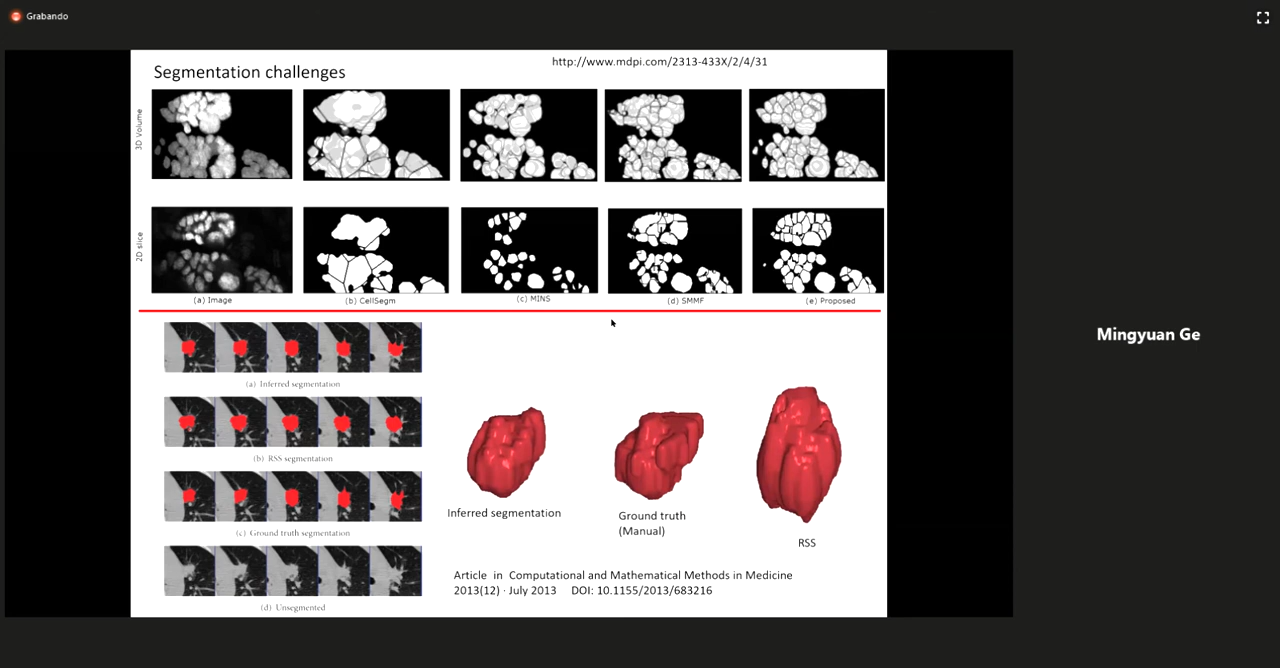 Grabando
Segmentation challenges
http://www.mdpi.com/2313-433X/2/4/31
3D Volume
2D slice
(a) Image
(b) CellSegm
(c) MINS
(d) SMMF
(e) Proposed
(a) Inferred segmentation
(b) RSS segmentation
(c) Ground truth segmentation
(d) Unsegmented
Inferred segmentation
Ground truth
(Manual)
RSS
Article in Computational and Mathematical Methods in Medicine
2013(12) · July 2013 DOI: 10.1155/2013/683216
Mingyuan Ge